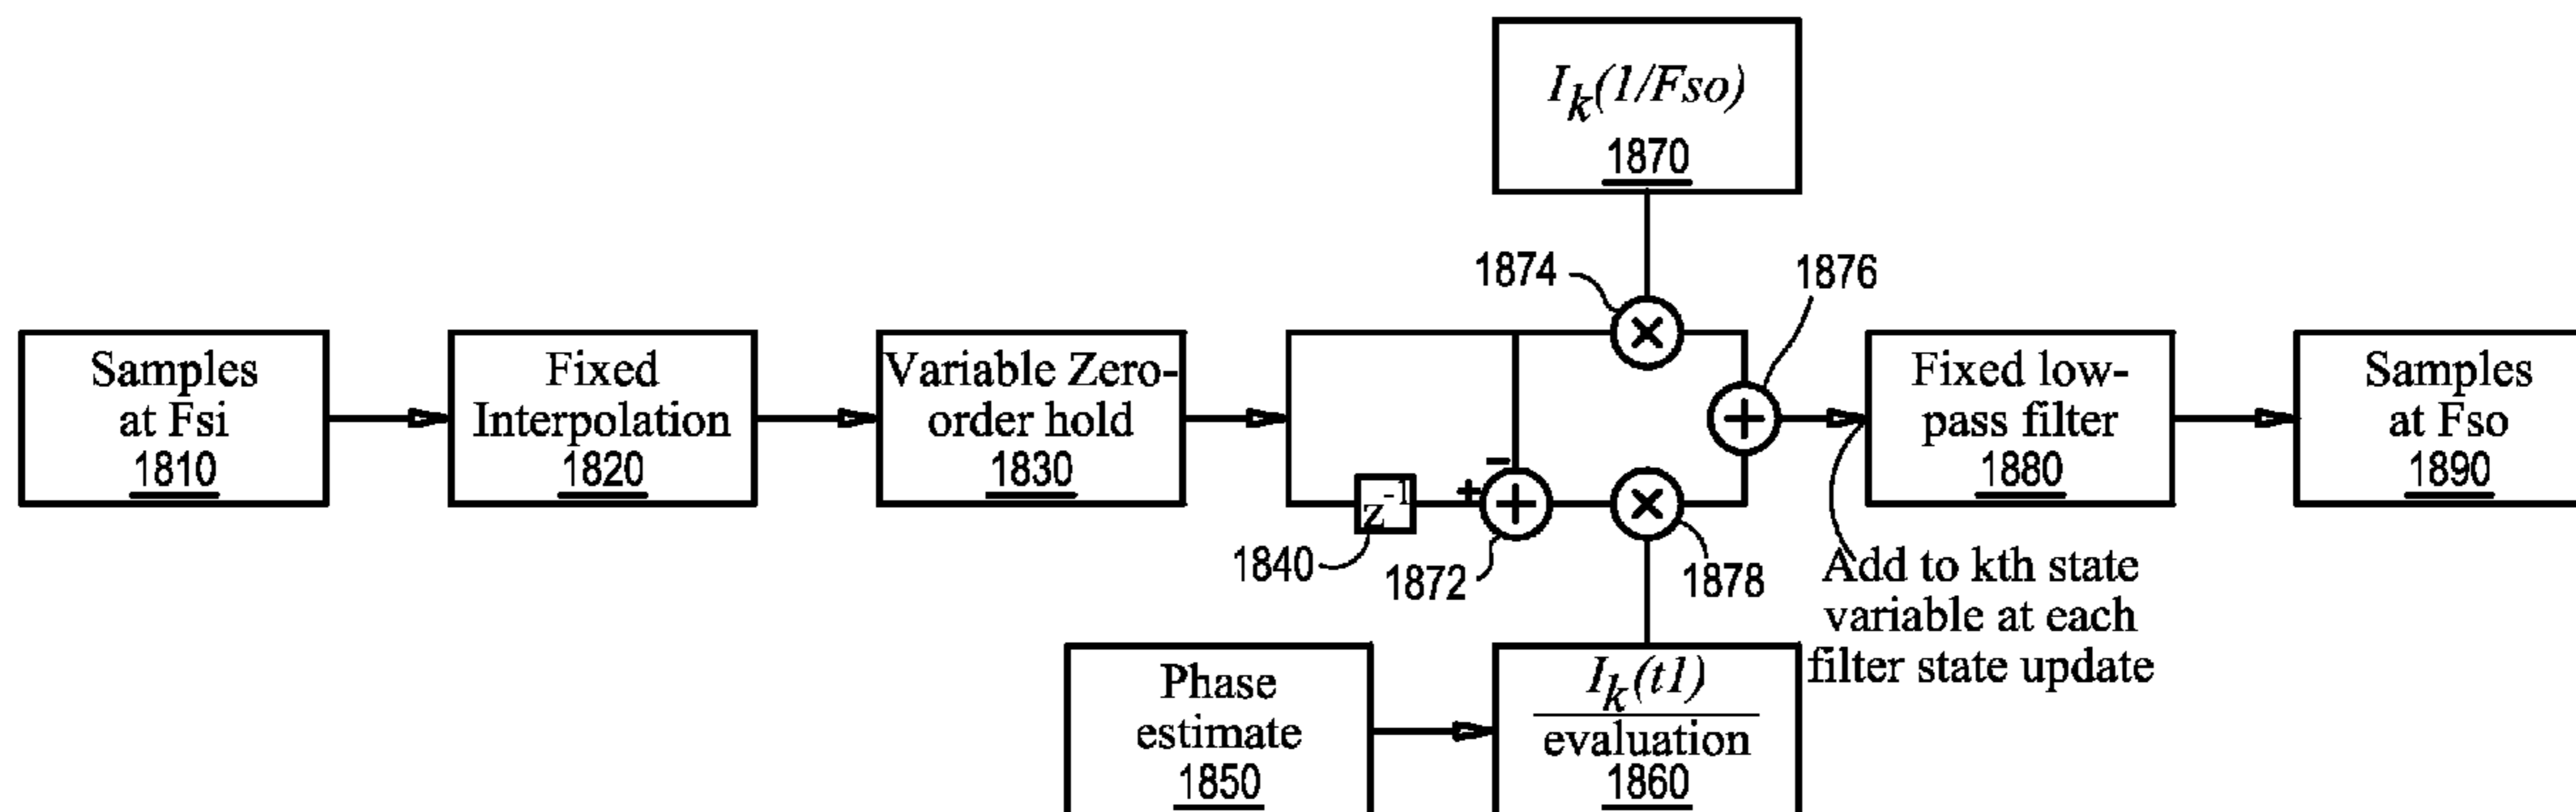 I_k(1/Fso)
1870
1874
1876
Samples
at Fsi
1810
Fixed
Interpolation
1820
Variable Zero-
order hold
1830
×
+
Fixed low-
pass filter
1880
Samples
at Fso
1890
z^-1
+
−
+
×
1840
1872
1878
Add to kth state
variable at each
filter state update
Phase
estimate
1850
I_k(t1)
evaluation
1860